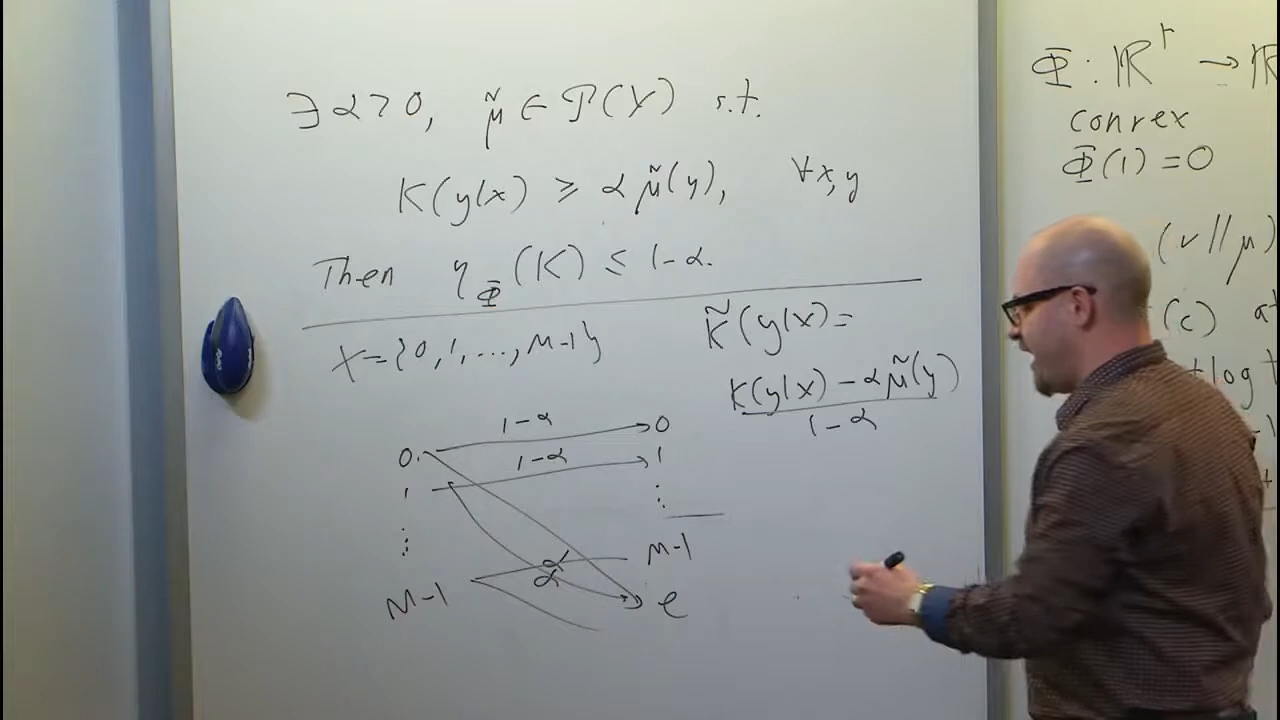 ∃ α > 0, μ̃ ∈ P(Y) s.t.
K(y|x) ≥ α μ̃(y), ∀x,y
Then η_Φ(K) ≤ 1-α.
X = {0, 1, ..., M-1}
K̃(y|x) =
K(y|x) - α μ̃(y)
1-α
1-α
0
0.
1-α
1
1
⋮
⋮
M-1
α
α
M-1
e
Φ : ℝ⁺ → ℝ
convex
Φ(1) = 0
(ν // μ)
(c)
log